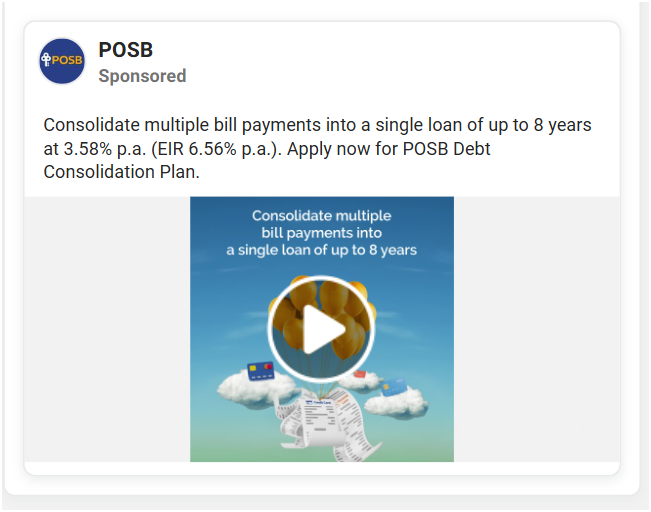 POSB
POSB
Sponsored
Consolidate multiple bill payments into a single loan of up to 8 years
at 3.58% p.a. (EIR 6.56% p.a.). Apply now for POSB Debt
Consolidation Plan.
Consolidate multiple
bill payments into
a single loan of up to 8 years